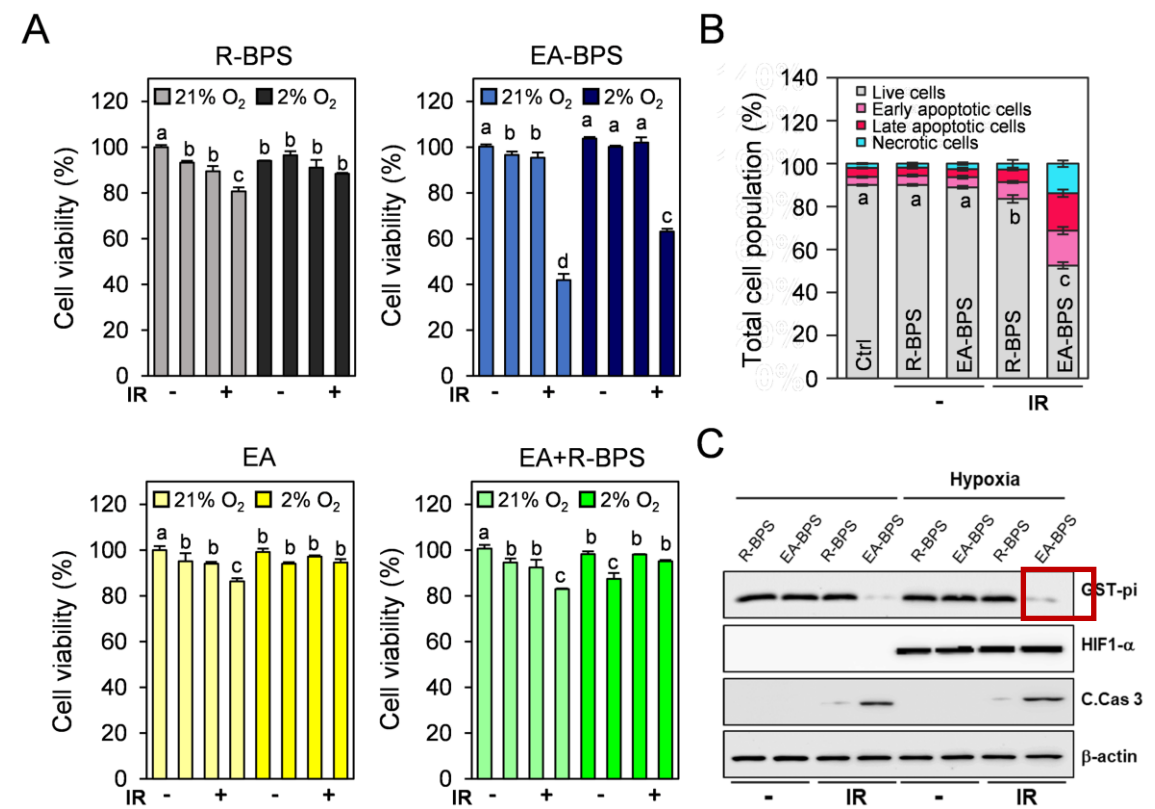 A
R-BPS
21% O2 2% O2
120
100
80
60
40
20
0
Cell viability (%)
a b b c b b b b
IR - + - +
EA-BPS
21% O2 2% O2
120
100
80
60
40
20
0
Cell viability (%)
a b b d a a a c
IR - + - +
B
140
120
100
80
60
40
20
0
Total cell population (%)
Live cells
Early apoptotic cells
Late apoptotic cells
Necrotic cells
a a a b c
Ctrl R-BPS EA-BPS R-BPS EA-BPS
- IR
EA
21% O2 2% O2
120
100
80
60
40
20
0
Cell viability (%)
a b b c b b b b
IR - + - +
EA+R-BPS
21% O2 2% O2
120
100
80
60
40
20
0
Cell viability (%)
a b b c b c b b
IR - + - +
C
Hypoxia
R-BPS EA-BPS R-BPS EA-BPS R-BPS EA-BPS R-BPS EA-BPS
GST-pi
HIF1-α
C.Cas 3
β-actin
- IR - IR